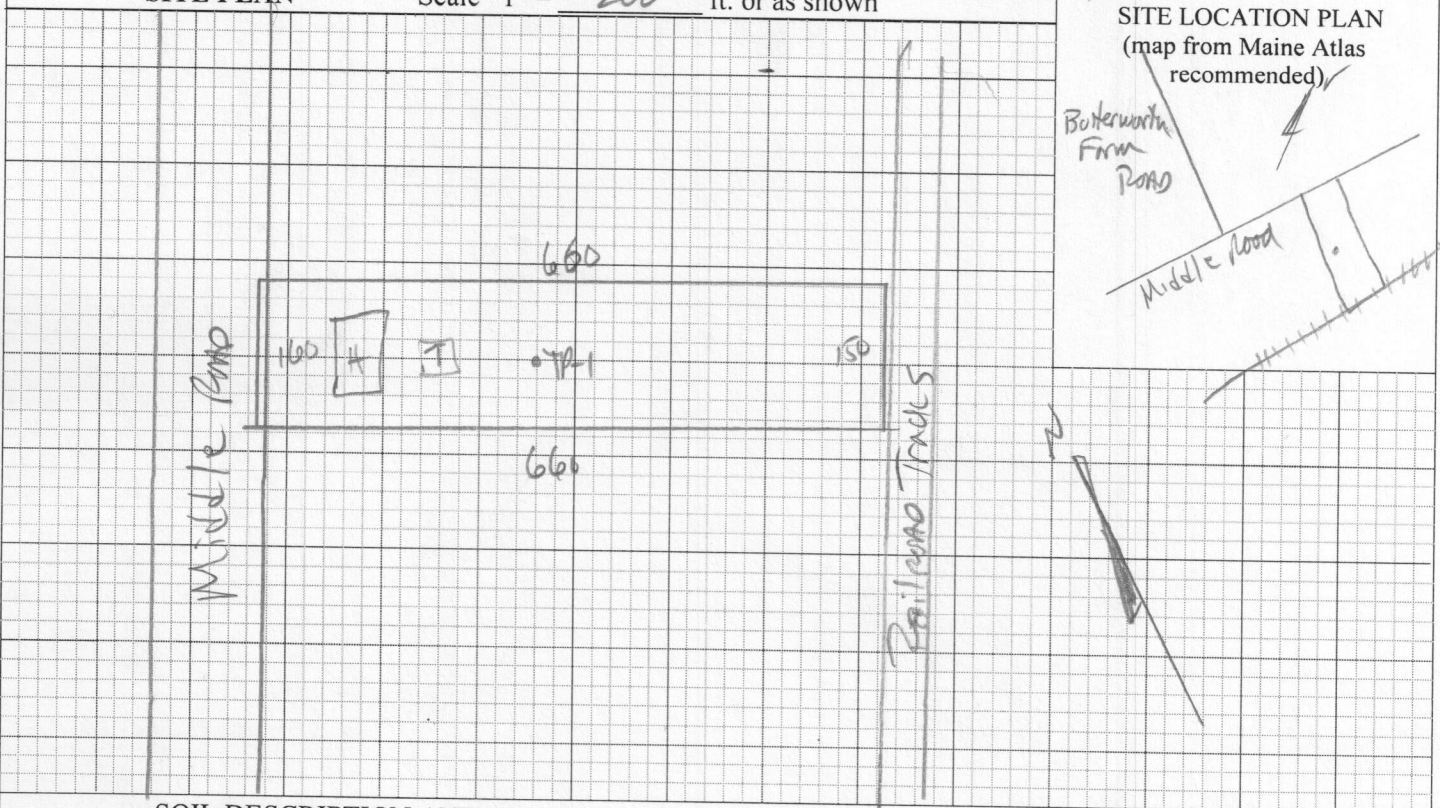 SITE PLAN Scale 1" = 200 ft. or as shown
SITE LOCATION PLAN
(map from Maine Atlas
recommended)
Butterworth
Farm
ROAD
Middle Road
660
160
H
T
TP-1
150
660
Middle ROAD
RailROAD Tracks
N
SOIL DESCRIPTION